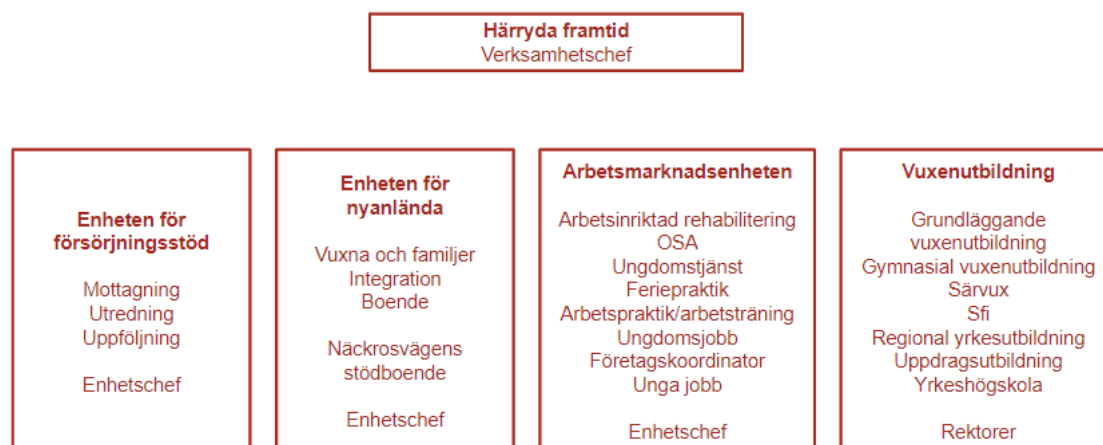 Härryda framtid
Verksamhetschef
Enheten för
försörjningsstöd
Mottagning
Utredning
Uppföljning
Enhetschef
Enheten för
nyanlända
Vuxna och familjer
Integration
Boende
Näckrosvägens
stödboende
Enhetschef
Arbetsmarknadsenheten
Arbetsinriktad rehabilitering
OSA
Ungdomstjänst
Feriepraktik
Arbetspraktik/arbetsträning
Ungdomsjobb
Företagskoordinator
Unga jobb
Enhetschef
Vuxenutbildning
Grundläggande
vuxenutbildning
Gymnasial vuxenutbildning
Särvux
Sfi
Regional yrkesutbildning
Uppdragsutbildning
Yrkeshögskola
Rektorer